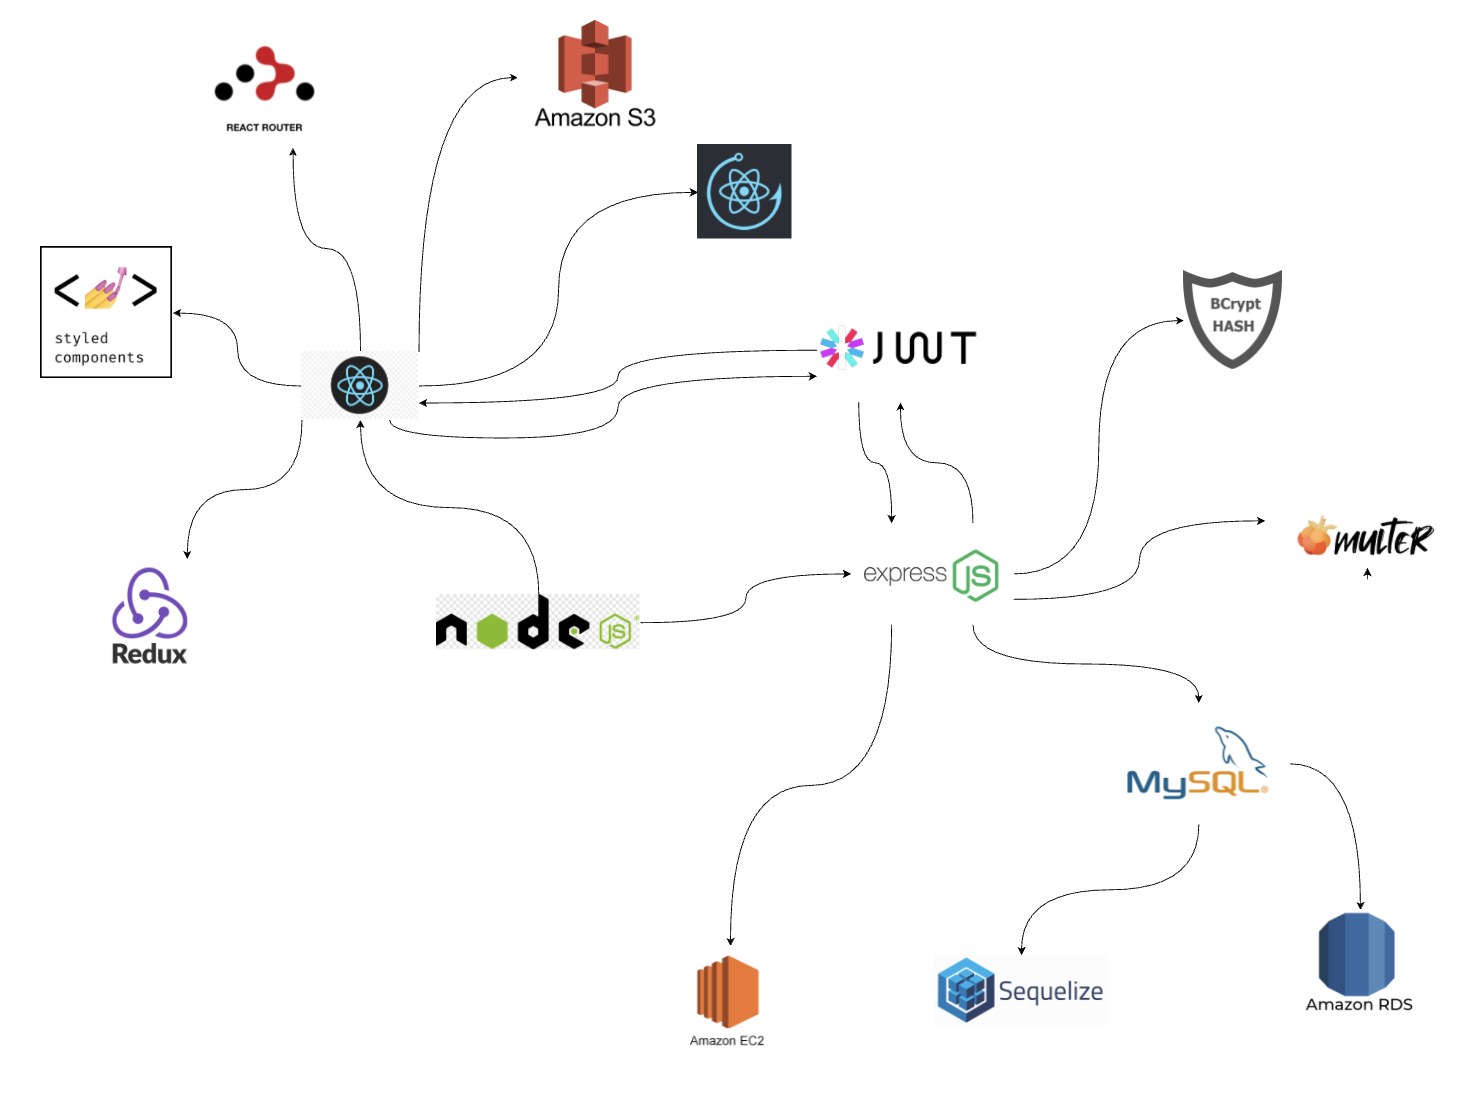 REACT ROUTER
Amazon S3
< >
styled
components
JWT
BCrypt
HASH
MULTER
express JS
node JS
Redux
MySQL®
Sequelize
Amazon RDS
Amazon EC2